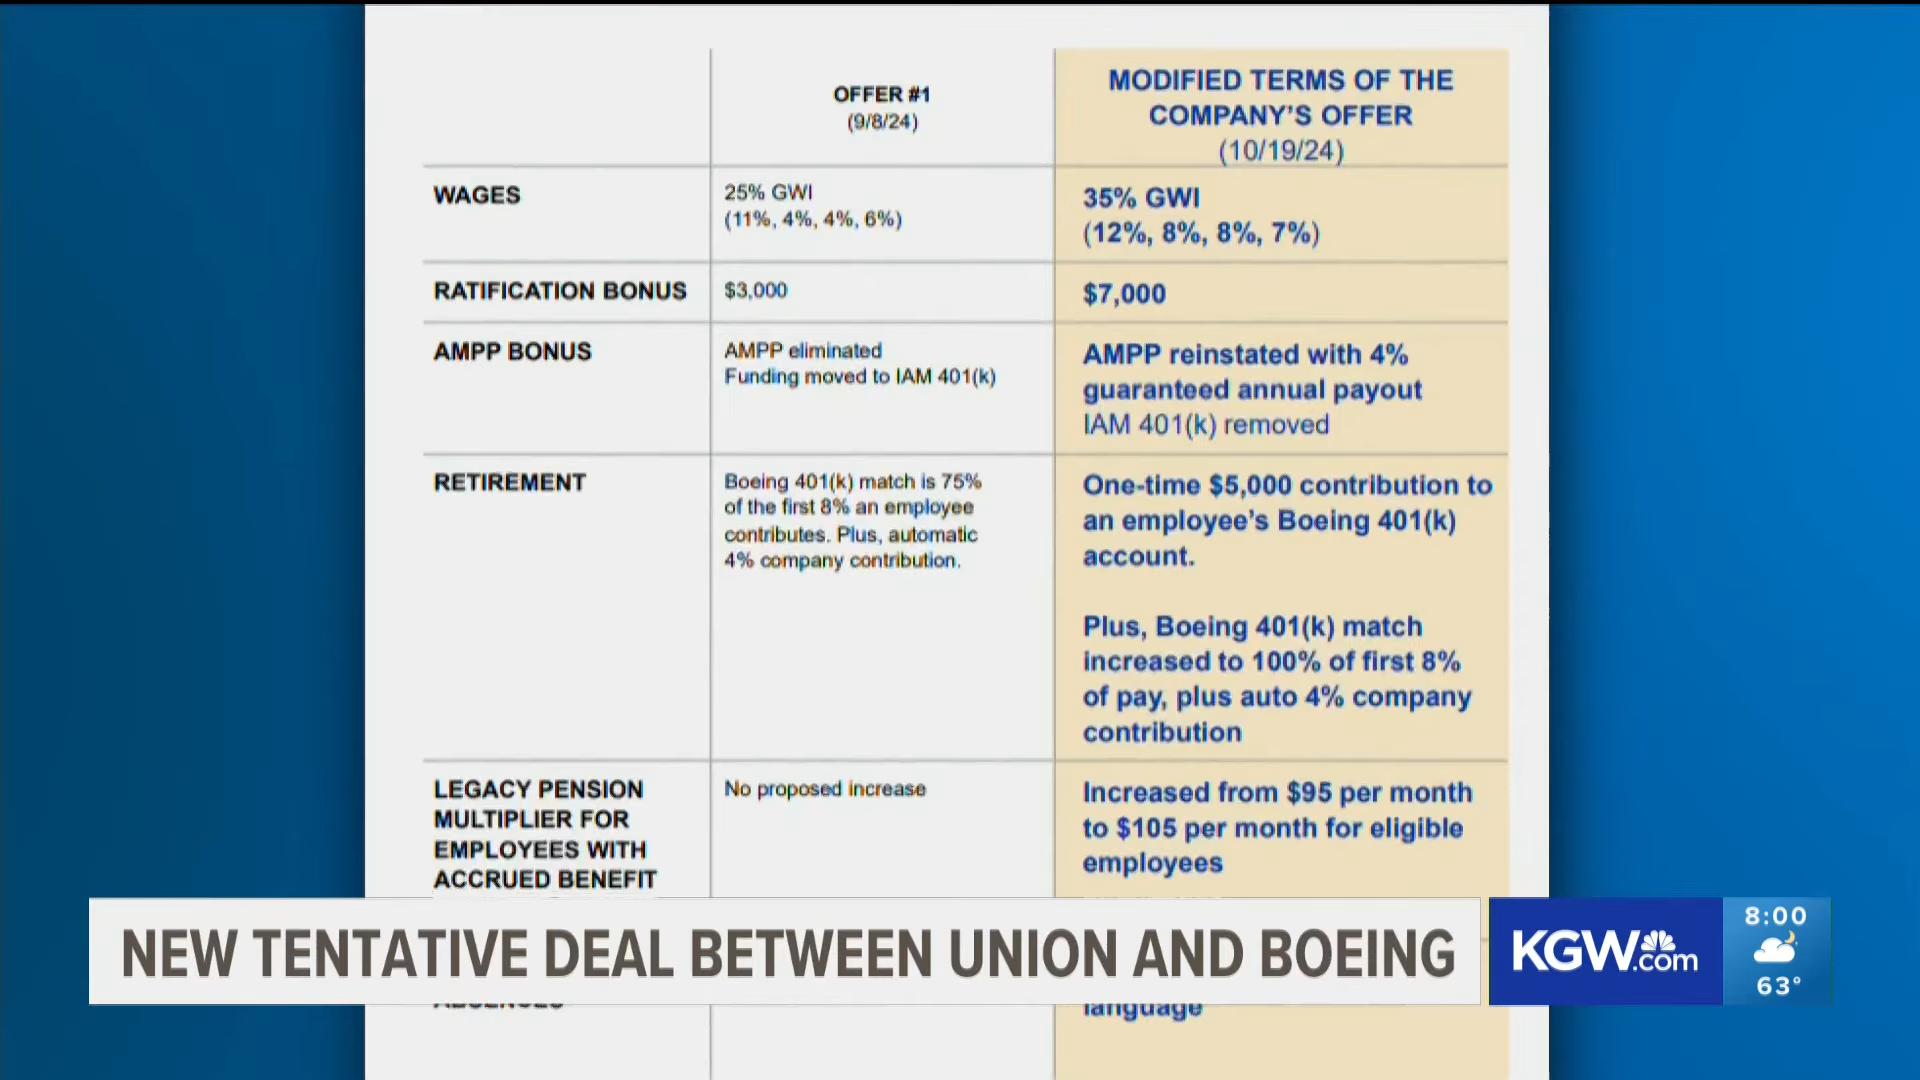 OFFER #1
(9/8/24)
MODIFIED TERMS OF THE
COMPANY'S OFFER
(10/19/24)
WAGES
25% GWI
(11%, 4%, 4%, 6%)
35% GWI
(12%, 8%, 8%, 7%)
RATIFICATION BONUS
$3,000
$7,000
AMPP BONUS
AMPP eliminated
Funding moved to IAM 401(k)
AMPP reinstated with 4%
guaranteed annual payout
IAM 401(k) removed
RETIREMENT
Boeing 401(k) match is 75%
of the first 8% an employee
contributes. Plus, automatic
4% company contribution.
One-time $5,000 contribution to
an employee's Boeing 401(k)
account.
Plus, Boeing 401(k) match
increased to 100% of first 8%
of pay, plus auto 4% company
contribution
LEGACY PENSION
MULTIPLIER FOR
EMPLOYEES WITH
ACCRUED BENEFIT
No proposed increase
Increased from $95 per month
to $105 per month for eligible
employees
language
NEW TENTATIVE DEAL BETWEEN UNION AND BOEING
KGW.com
8:00
63°